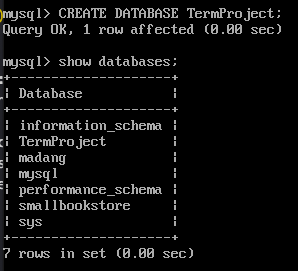 mysql> CREATE DATABASE TermProject;
Query OK, 1 row affected (0.00 sec)
mysql> show databases;
+--------------------+
| Database           |
+--------------------+
| information_schema |
| TermProject        |
| madang             |
| mysql              |
| performance_schema |
| smallbookstore     |
| sys                |
+--------------------+
7 rows in set (0.00 sec)